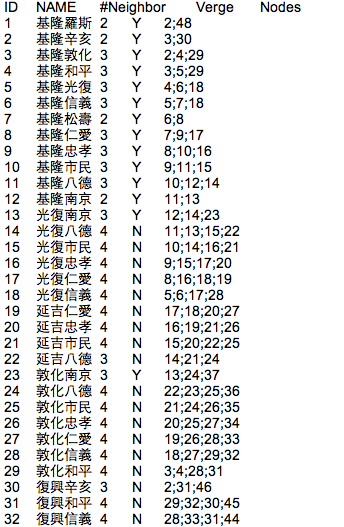 ID NAME #Neighbor Verge Nodes
1 基隆羅斯 2 Y 2;48
2 基隆辛亥 2 Y 3;30
3 基隆敦化 3 Y 2;4;29
4 基隆和平 3 Y 3;5;29
5 基隆光復 3 Y 4;6;18
6 基隆信義 3 Y 5;7;18
7 基隆松壽 2 Y 6;8
8 基隆仁愛 3 Y 7;9;17
9 基隆忠孝 3 Y 8;10;16
10 基隆市民 3 Y 9;11;15
11 基隆八德 3 Y 10;12;14
12 基隆南京 2 Y 11;13
13 光復南京 3 Y 12;14;23
14 光復八德 4 N 11;13;15;22
15 光復市民 4 N 10;14;16;21
16 光復忠孝 4 N 9;15;17;20
17 光復仁愛 4 N 8;16;18;19
18 光復信義 4 N 5;6;17;28
19 延吉仁愛 4 N 17;18;20;27
20 延吉忠孝 4 N 16;19;21;26
21 延吉市民 4 N 15;20;22;25
22 延吉八德 3 N 14;21;24
23 敦化南京 3 Y 13;24;37
24 敦化八德 4 N 22;23;25;36
25 敦化市民 4 N 21;24;26;35
26 敦化忠孝 4 N 20;25;27;34
27 敦化仁愛 4 N 19;26;28;33
28 敦化信義 4 N 18;27;29;32
29 敦化和平 4 N 3;4;28;31
30 復興辛亥 3 N 2;31;46
31 復興和平 4 N 29;32;30;45
32 復興信義 4 N 28;33;31;44